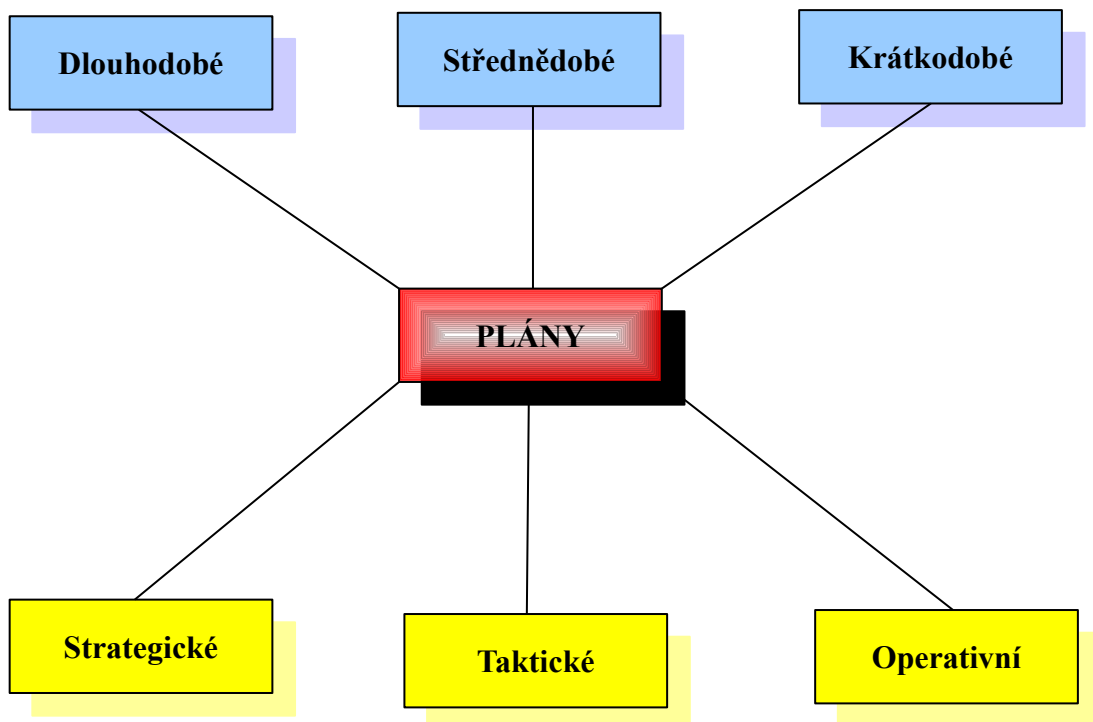 Dlouhodobé
Střednědobé
Krátkodobé
PLÁNY
Strategické
Taktické
Operativní